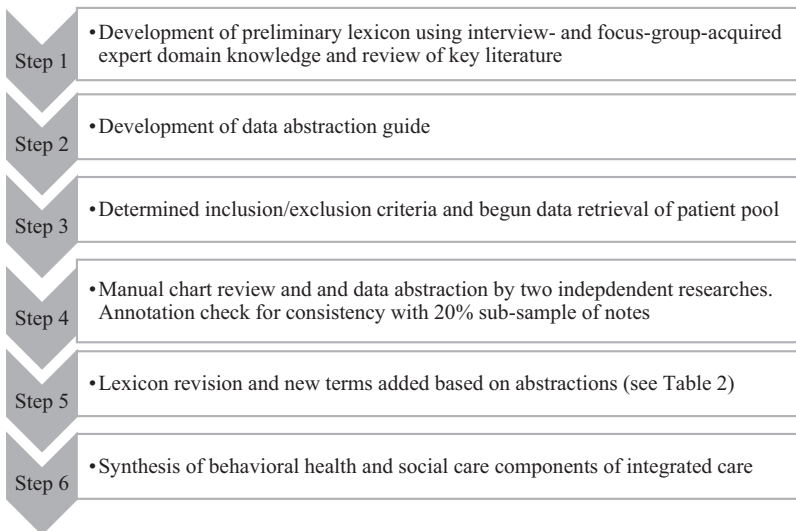 Step 1
•Development of preliminary lexicon using interview- and focus-group-acquired
expert domain knowledge and review of key literature
Step 2
•Development of data abstraction guide
Step 3
•Determined inclusion/exclusion criteria and begun data retrieval of patient pool
Step 4
•Manual chart review and and data abstraction by two indepdendent researches.
Annotation check for consistency with 20% sub-sample of notes
Step 5
•Lexicon revision and new terms added based on abstractions (see Table 2)
Step 6
•Synthesis of behavioral health and social care components of integrated care